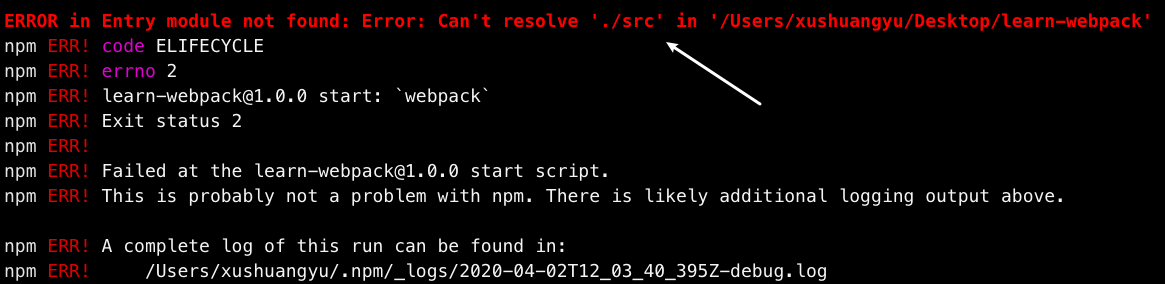 ERROR in Entry module not found: Error: Can't resolve './src' in '/Users/xushuangyu/Desktop/learn-webpack'
npm ERR! code ELIFECYCLE
npm ERR! errno 2
npm ERR! learn-webpack@1.0.0 start: `webpack`
npm ERR! Exit status 2
npm ERR!
npm ERR! Failed at the learn-webpack@1.0.0 start script.
npm ERR! This is probably not a problem with npm. There is likely additional logging output above.
npm ERR! A complete log of this run can be found in:
npm ERR!     /Users/xushuangyu/.npm/_logs/2020-04-02T12_03_40_395Z-debug.log